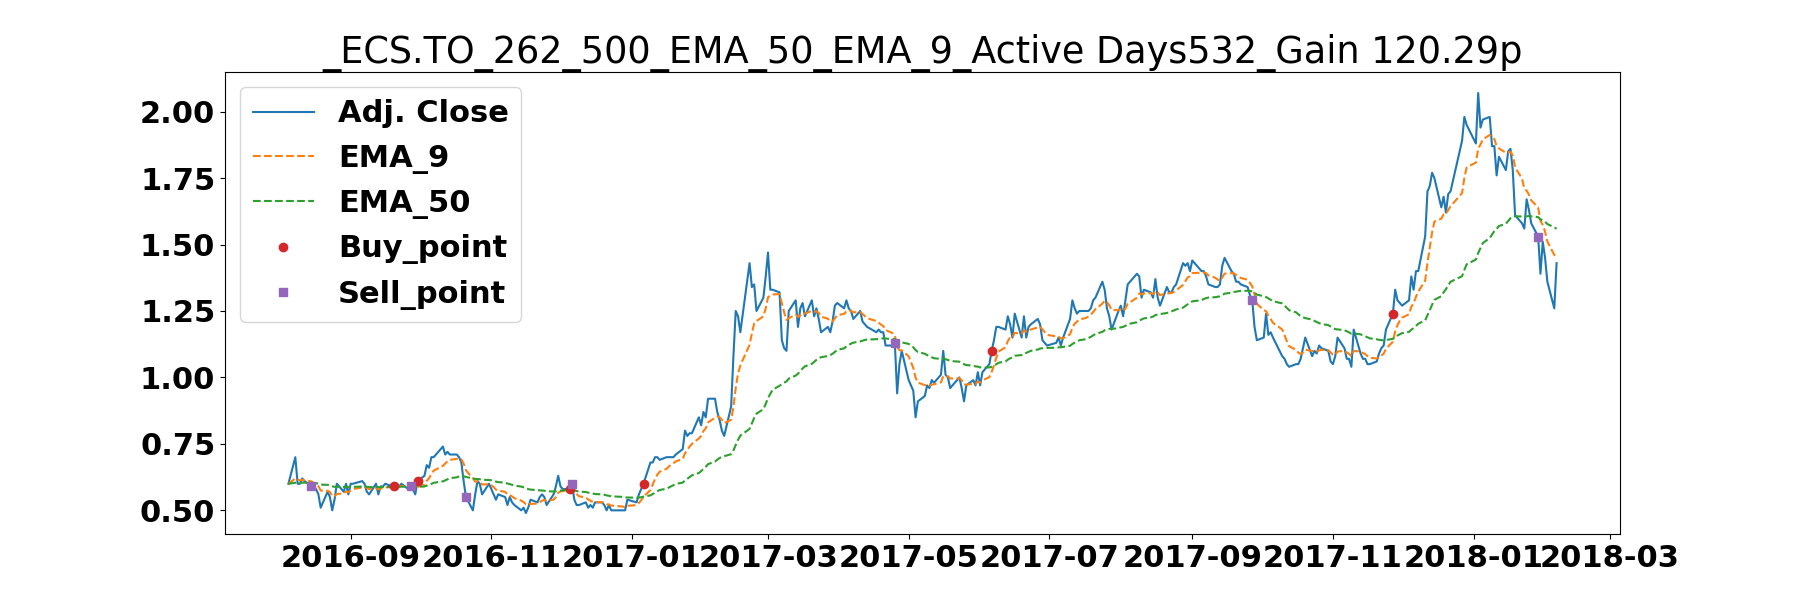 _ECS.TO_262_500_EMA_50_EMA_9_Active Days532_Gain 120.29p
Adj. Close
EMA_9
EMA_50
Buy_point
Sell_point
2.00
1.75
1.50
1.25
1.00
0.75
0.50
2016-09 2016-11 2017-01 2017-03 2017-05 2017-07 2017-09 2017-11 2018-01 2018-03